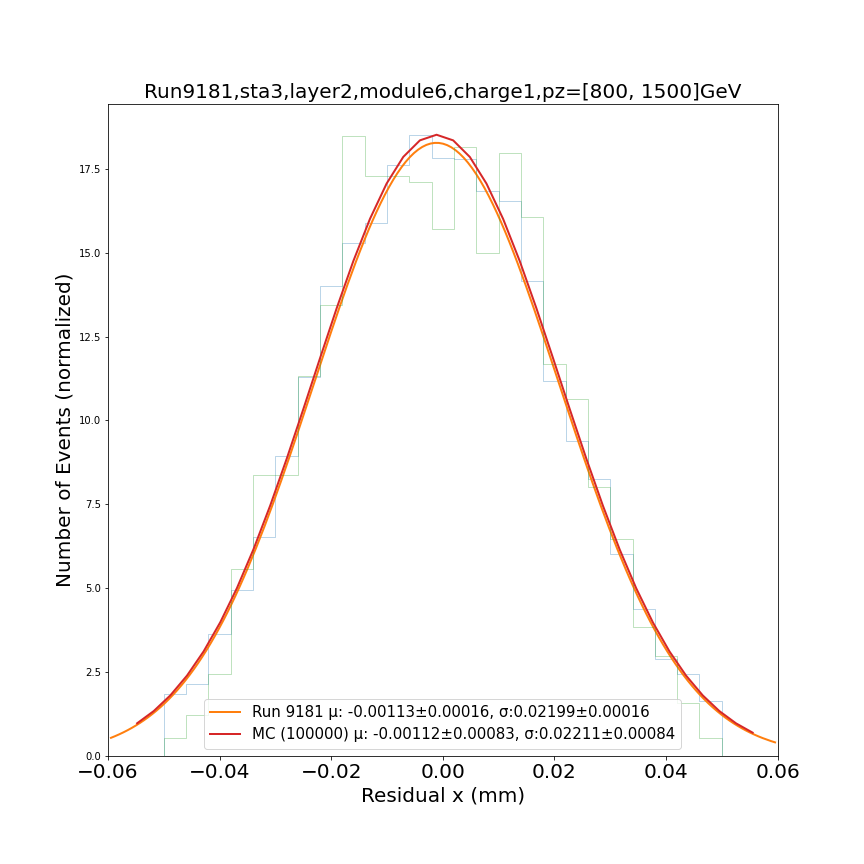 Run9181,sta3,layer2,module6,charge1,pz=[800, 1500]GeV
Number of Events (normalized)
17.5
15.0
12.5
10.0
7.5
5.0
2.5
0.0
Run 9181 μ: -0.00113±0.00016, σ:0.02199±0.00016
MC (100000) μ: -0.00112±0.00083, σ:0.02211±0.00084
−0.06 −0.04 −0.02 0.00 0.02 0.04 0.06
Residual x (mm)